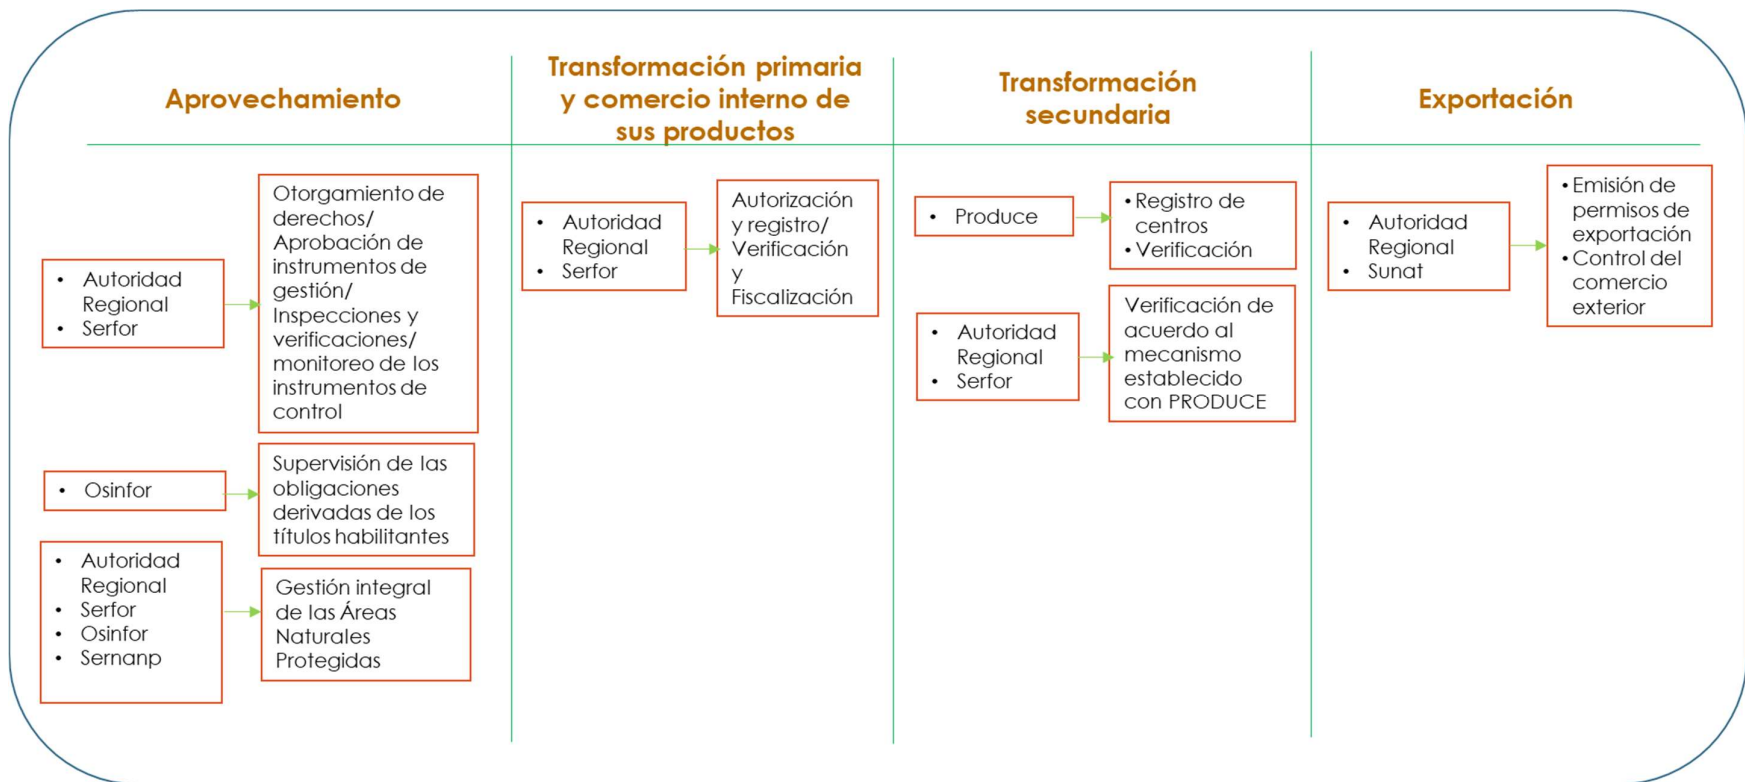 Aprovechamiento
• Autoridad
Regional
• Serfor
Otorgamiento de
derechos/
Aprobación de
instrumentos de
gestión/
Inspecciones y
verificaciones/
monitoreo de los
instrumentos de
control
• Osinfor
Supervisión de las
obligaciones
derivadas de los
títulos habilitantes
• Autoridad
Regional
• Serfor
• Osinfor
• Sernanp
Gestión integral
de las Áreas
Naturales
Protegidas
Transformación primaria
y comercio interno de
sus productos
• Autoridad
Regional
• Serfor
Autorización
y registro/
Verificación
y
Fiscalización
Transformación
secundaria
• Produce
• Registro de
centros
• Verificación
• Autoridad
Regional
• Serfor
Verificación de
acuerdo al
mecanismo
establecido
con PRODUCE
Exportación
• Autoridad
Regional
• Sunat
• Emisión de
permisos de
exportación
• Control del
comercio
exterior